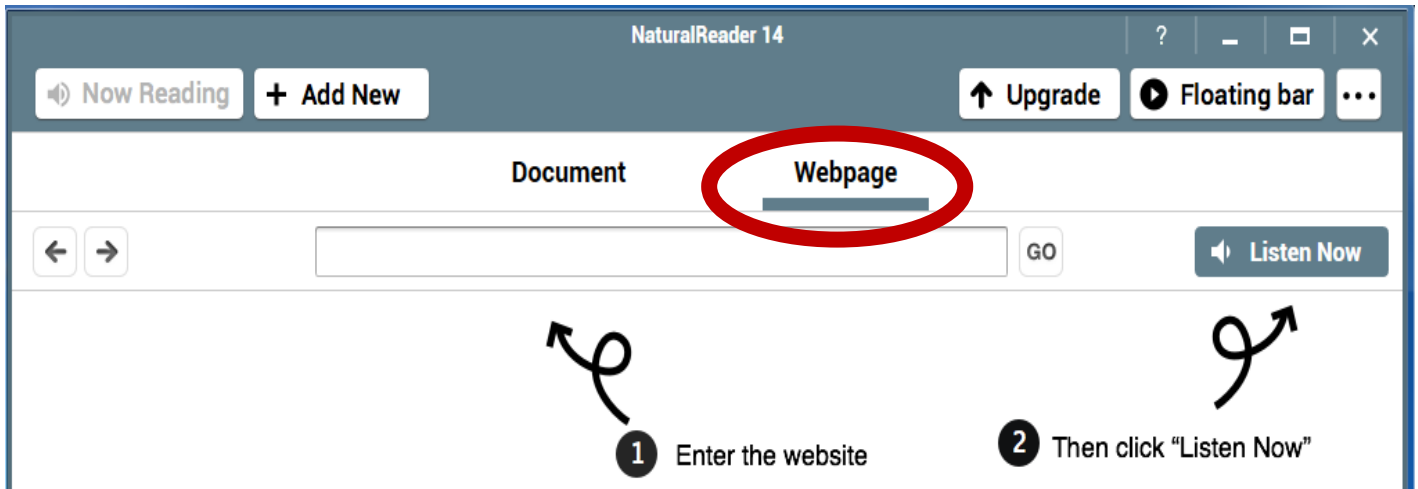 NaturalReader 14
?
Now Reading
+ Add New
Upgrade
Floating bar
...
Document
Webpage
GO
Listen Now
1 Enter the website
2 Then click “Listen Now”